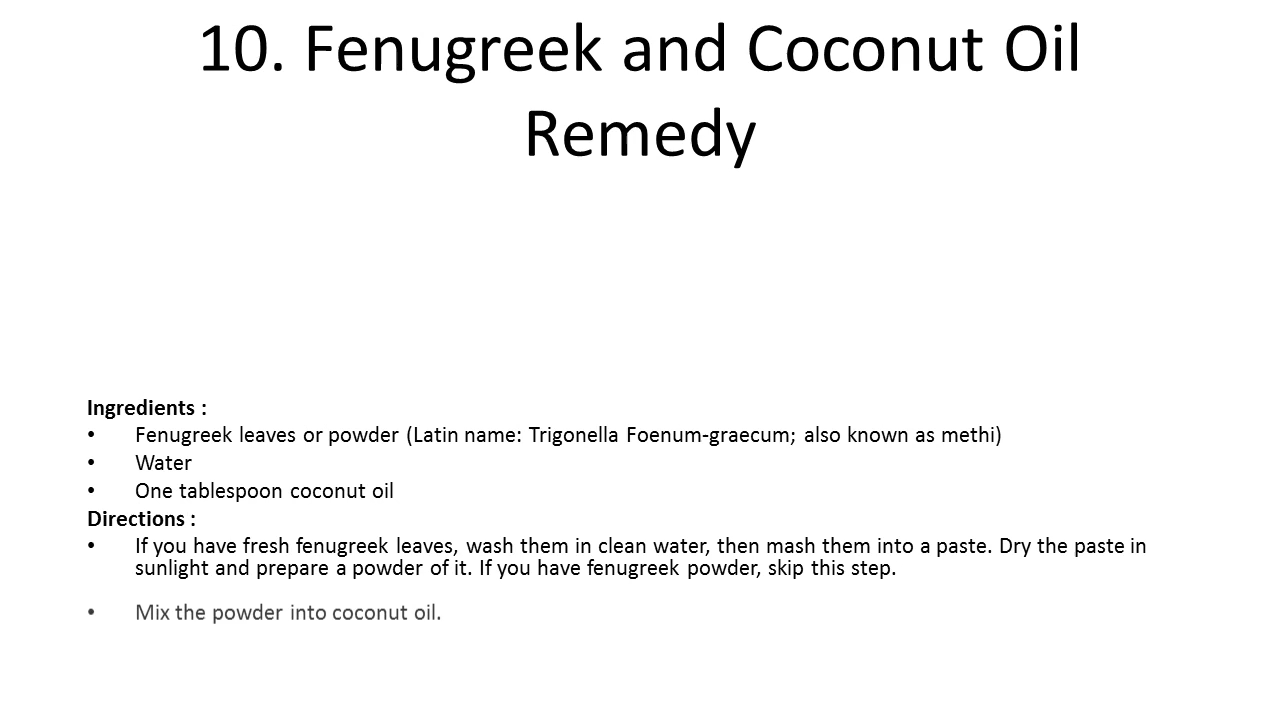 10. Fenugreek and Coconut Oil
Remedy
Ingredients :
• Fenugreek leaves or powder (Latin name: Trigonella Foenum-graecum; also known as methi)
• Water
• One tablespoon coconut oil
Directions :
• If you have fresh fenugreek leaves, wash them in clean water, then mash them into a paste. Dry the paste in
sunlight and prepare a powder of it. If you have fenugreek powder, skip this step.
• Mix the powder into coconut oil.